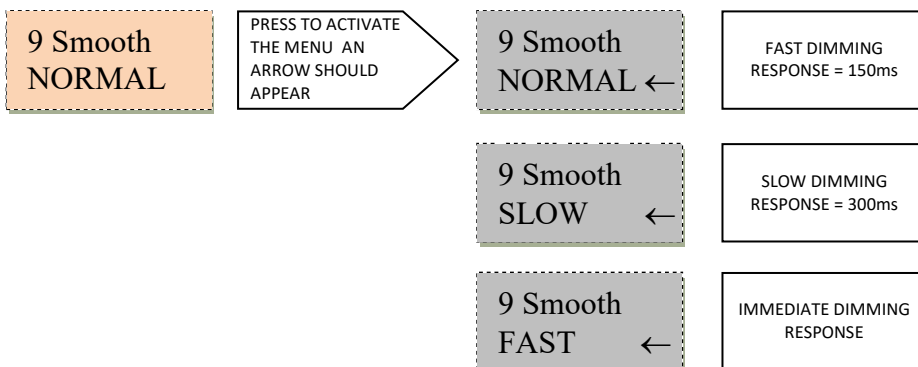 9 Smooth
NORMAL
PRESS TO ACTIVATE
THE MENU AN
ARROW SHOULD
APPEAR
9 Smooth
NORMAL ←
FAST DIMMING
RESPONSE = 150ms
9 Smooth
SLOW ←
SLOW DIMMING
RESPONSE = 300ms
9 Smooth
FAST ←
IMMEDIATE DIMMING
RESPONSE